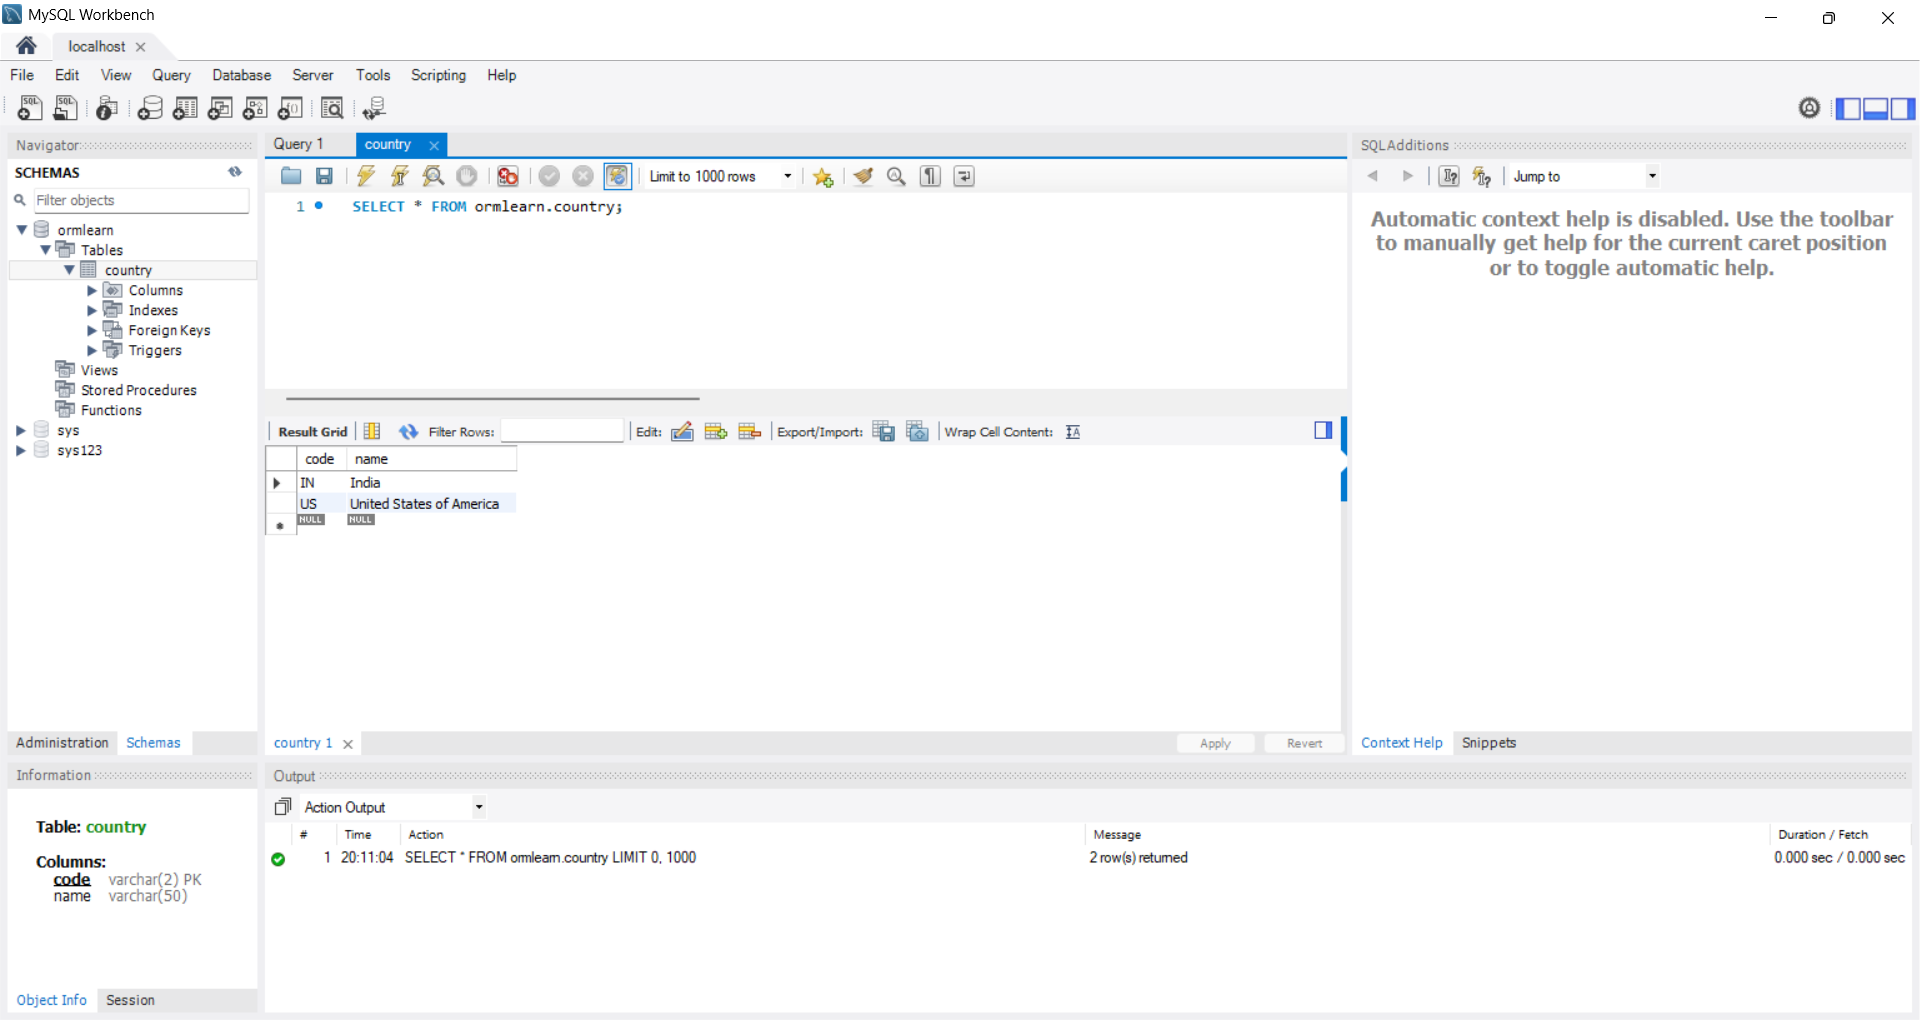 MySQL Workbench
localhost
File Edit View Query Database Server Tools Scripting Help
Navigator
SCHEMAS
Filter objects
ormlearn
Tables
country
Columns
Indexes
Foreign Keys
Triggers
Views
Stored Procedures
Functions
sys
sys123
Administration Schemas
Query 1 country
Limit to 1000 rows
1 SELECT * FROM ormlearn.country;
Result Grid Filter Rows: Edit: Export/Import: Wrap Cell Content:
code name
IN India
US United States of America
NULL NULL
country 1 Apply Revert
SQLAdditions
Jump to
Automatic context help is disabled. Use the toolbar
to manually get help for the current caret position
or to toggle automatic help.
Context Help Snippets
Information
Table: country
Columns:
code varchar(2) PK
name varchar(50)
Object Info Session
Output
Action Output
# Time Action Message Duration / Fetch
1 20:11:04 SELECT * FROM ormlearn.country LIMIT 0, 1000 2 row(s) returned 0.000 sec / 0.000 sec